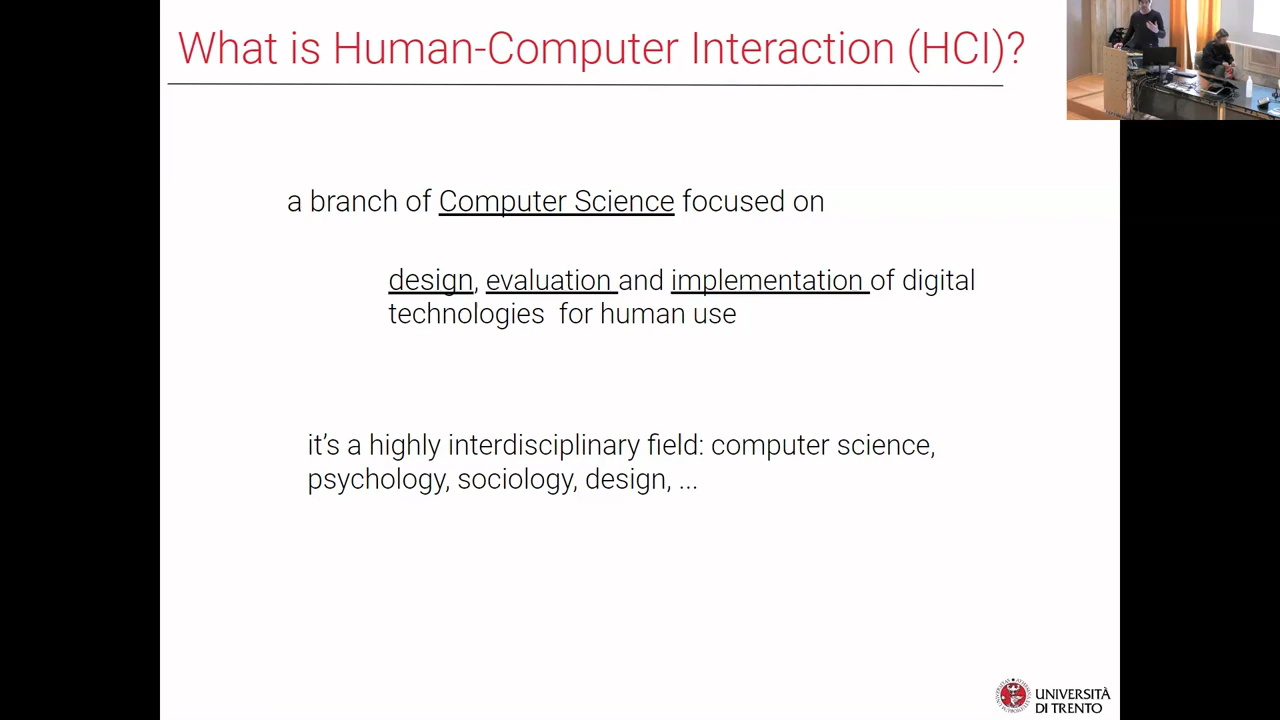 What is Human-Computer Interaction (HCI)?
a branch of Computer Science focused on
design, evaluation and implementation of digital
technologies for human use
it's a highly interdisciplinary field: computer science,
psychology, sociology, design, ...
UNIVERSITÀ
DI TRENTO